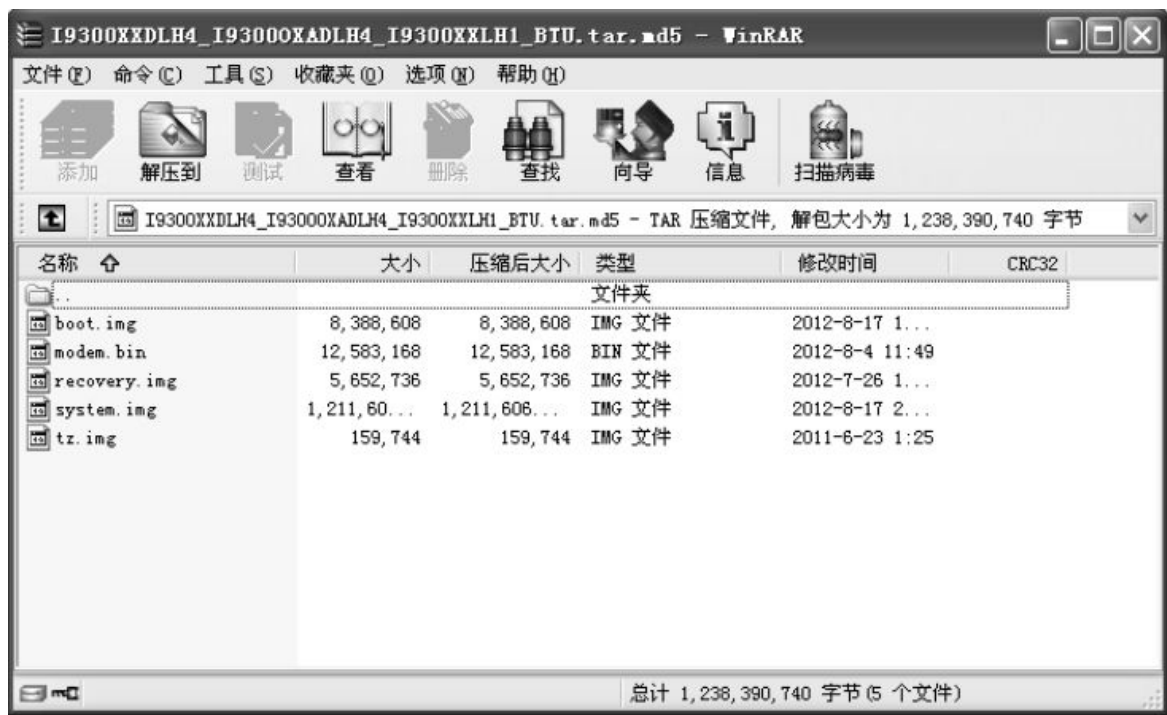 I9300XXDLH4_I9300OXADLH4_I9300XXLH1_BTU.tar.md5 - WinRAR
文件(F) 命令(C) 工具(S) 收藏夹(O) 选项(N) 帮助(H)
添加 解压到 测试 查看 删除 查找 向导 信息 扫描病毒
I9300XXDLH4_I9300OXADLH4_I9300XXLH1_BTU.tar.md5 - TAR 压缩文件, 解包大小为 1,238,390,740 字节
名称 大小 压缩后大小 类型 修改时间 CRC32
.. 文件夹
boot.img 8,388,608 8,388,608 IMG 文件 2012-8-17 1...
modem.bin 12,583,168 12,583,168 BIN 文件 2012-8-4 11:49
recovery.img 5,652,736 5,652,736 IMG 文件 2012-7-26 1...
system.img 1,211,60... 1,211,606... IMG 文件 2012-8-17 2...
tz.img 159,744 159,744 IMG 文件 2011-6-23 1:25
总计 1,238,390,740 字节(5 个文件)